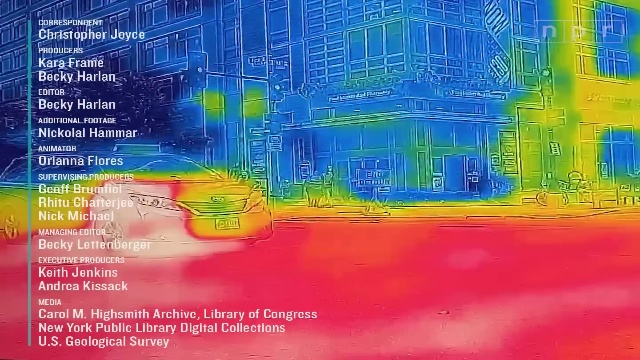 CORRESPONDENT
Christopher Joyce
PRODUCERS
Kara Frame
Becky Harlan
EDITOR
Becky Harlan
ADDITIONAL FOOTAGE
Nickolai Hammar
ANIMATOR
Orianna Flores
SUPERVISING PRODUCERS
Geoff Brumfiel
Rhitu Chatterjee
Nick Michael
MANAGING EDITOR
Becky Lettenberger
EXECUTIVE PRODUCERS
Keith Jenkins
Andrea Kissack
MEDIA
Carol M. Highsmith Archive, Library of Congress
New York Public Library Digital Collections
U.S. Geological Survey
npr